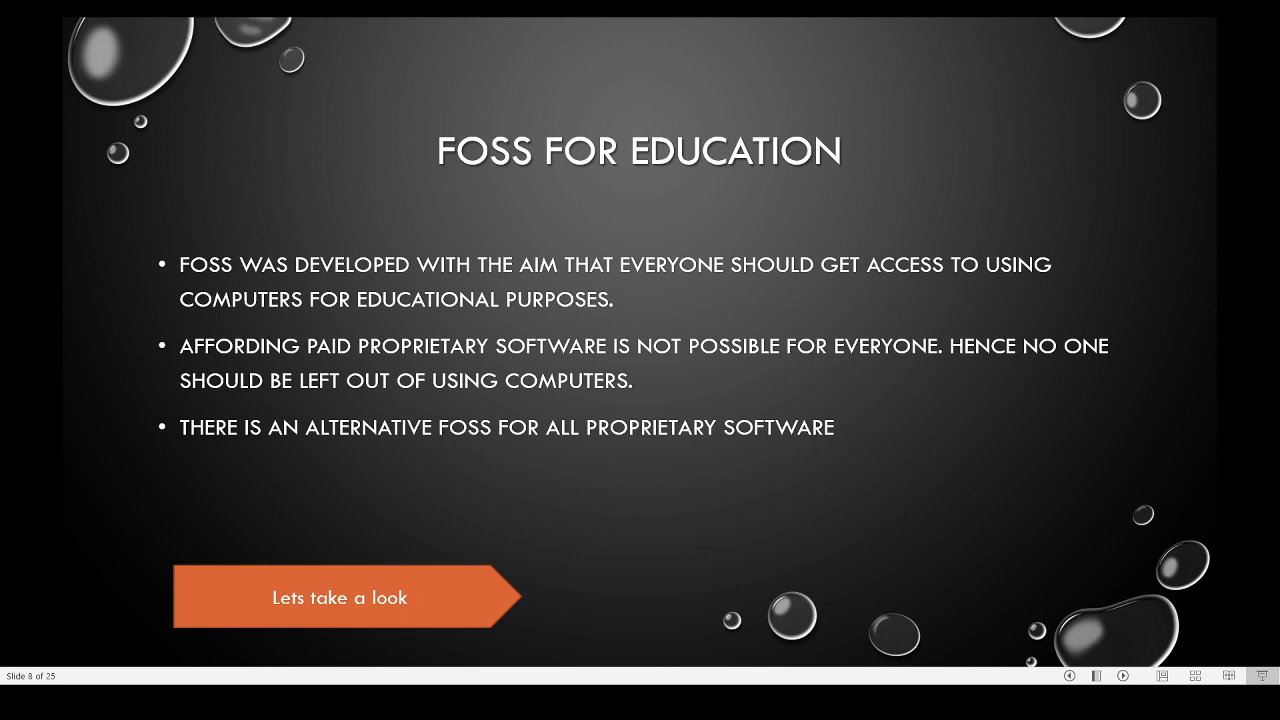 FOSS FOR EDUCATION
• FOSS WAS DEVELOPED WITH THE AIM THAT EVERYONE SHOULD GET ACCESS TO USING
COMPUTERS FOR EDUCATIONAL PURPOSES.
• AFFORDING PAID PROPRIETARY SOFTWARE IS NOT POSSIBLE FOR EVERYONE. HENCE NO ONE
SHOULD BE LEFT OUT OF USING COMPUTERS.
• THERE IS AN ALTERNATIVE FOSS FOR ALL PROPRIETARY SOFTWARE
Lets take a look
Slide 8 of 25